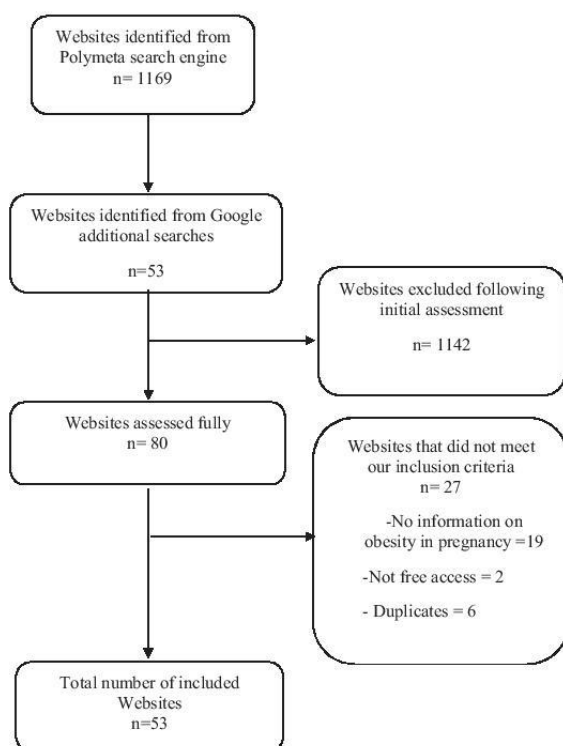 Websites identified from
Polymeta search engine
n= 1169
Websites identified from Google
additional searches
n=53
Websites excluded following
initial assessment
n= 1142
Websites assessed fully
n= 80
Websites that did not meet
our inclusion criteria
n= 27
-No information on
obesity in pregnancy =19
-Not free access = 2
- Duplicates = 6
Total number of included
Websites
n=53